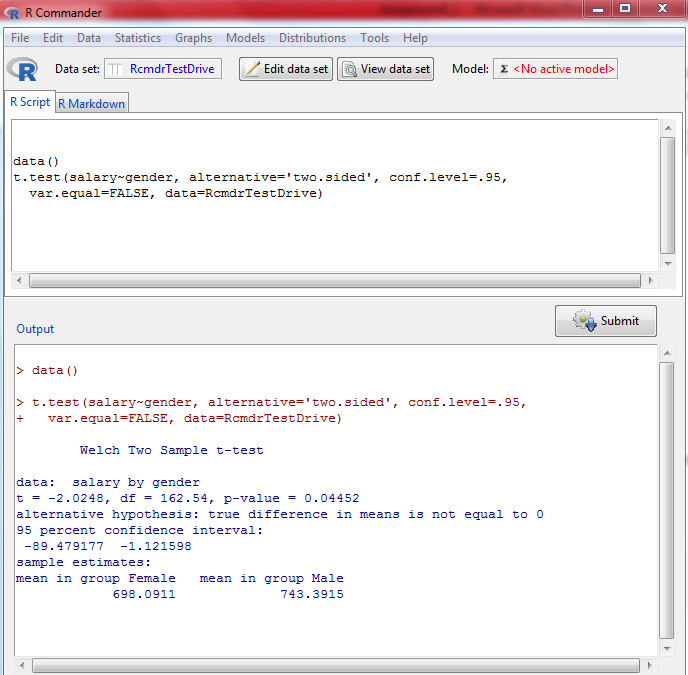 R Commander
File Edit Data Statistics Graphs Models Distributions Tools Help
R Data set: RcmdrTestDrive Edit data set View data set Model: Σ <No active model>
R Script R Markdown
data()
t.test(salary~gender, alternative='two.sided', conf.level=.95,
  var.equal=FALSE, data=RcmdrTestDrive)
Submit
Output
> data()
> t.test(salary~gender, alternative='two.sided', conf.level=.95,
+   var.equal=FALSE, data=RcmdrTestDrive)
        Welch Two Sample t-test
data:  salary by gender
t = -2.0248, df = 162.54, p-value = 0.04452
alternative hypothesis: true difference in means is not equal to 0
95 percent confidence interval:
 -89.479177  -1.121598
sample estimates:
mean in group Female   mean in group Male
            698.0911             743.3915